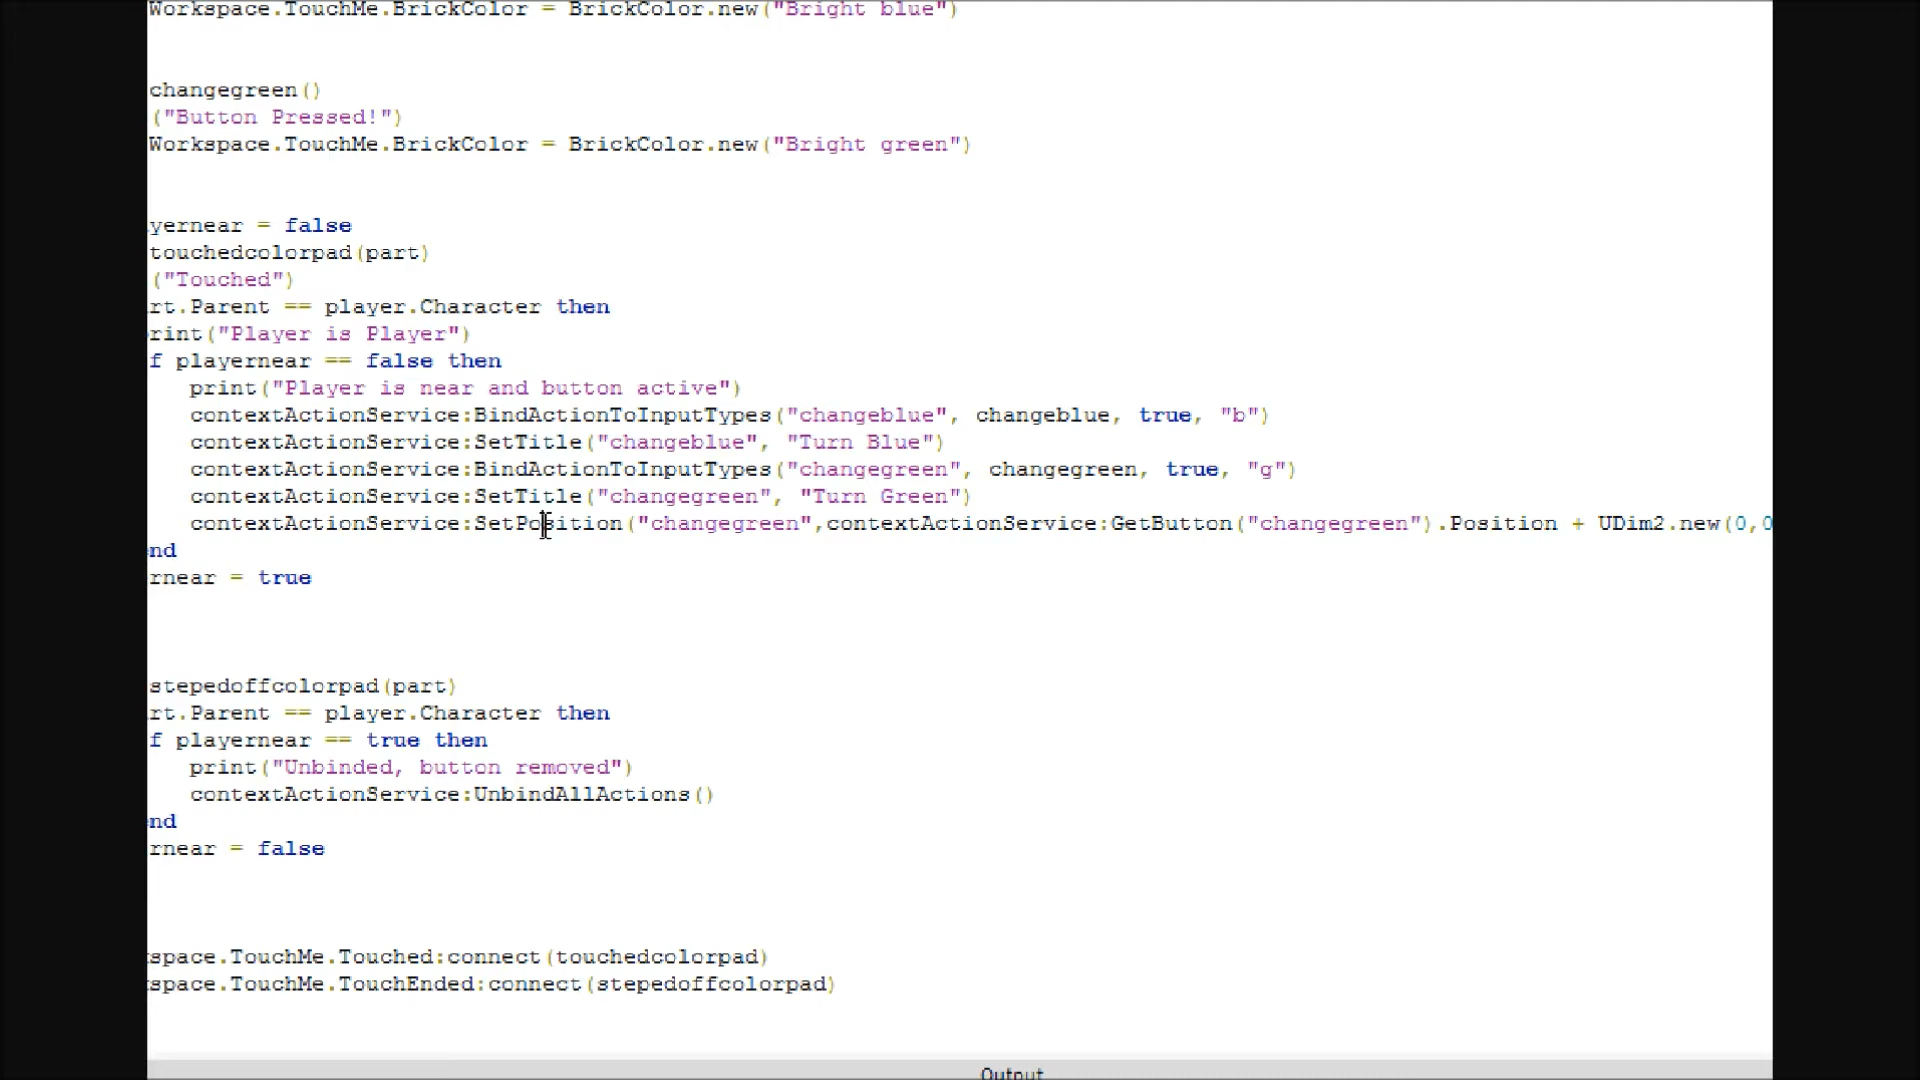 Workspace.TouchMe.BrickColor = BrickColor.new("Bright blue")
changegreen()
("Button Pressed!")
Workspace.TouchMe.BrickColor = BrickColor.new("Bright green")
yernear = false
touchedcolorpad(part)
("Touched")
rt.Parent == player.Character then
rint("Player is Player")
f playernear == false then
print("Player is near and button active")
contextActionService:BindActionToInputTypes("changeblue", changeblue, true, "b")
contextActionService:SetTitle("changeblue", "Turn Blue")
contextActionService:BindActionToInputTypes("changegreen", changegreen, true, "g")
contextActionService:SetTitle("changegreen", "Turn Green")
contextActionService:SetPosition("changegreen",contextActionService:GetButton("changegreen").Position + UDim2.new(0,0
nd
rnear = true
stepedoffcolorpad(part)
rt.Parent == player.Character then
f playernear == true then
print("Unbinded, button removed")
contextActionService:UnbindAllActions()
nd
rnear = false
space.TouchMe.Touched:connect(touchedcolorpad)
space.TouchMe.TouchEnded:connect(stepedoffcolorpad)
Output